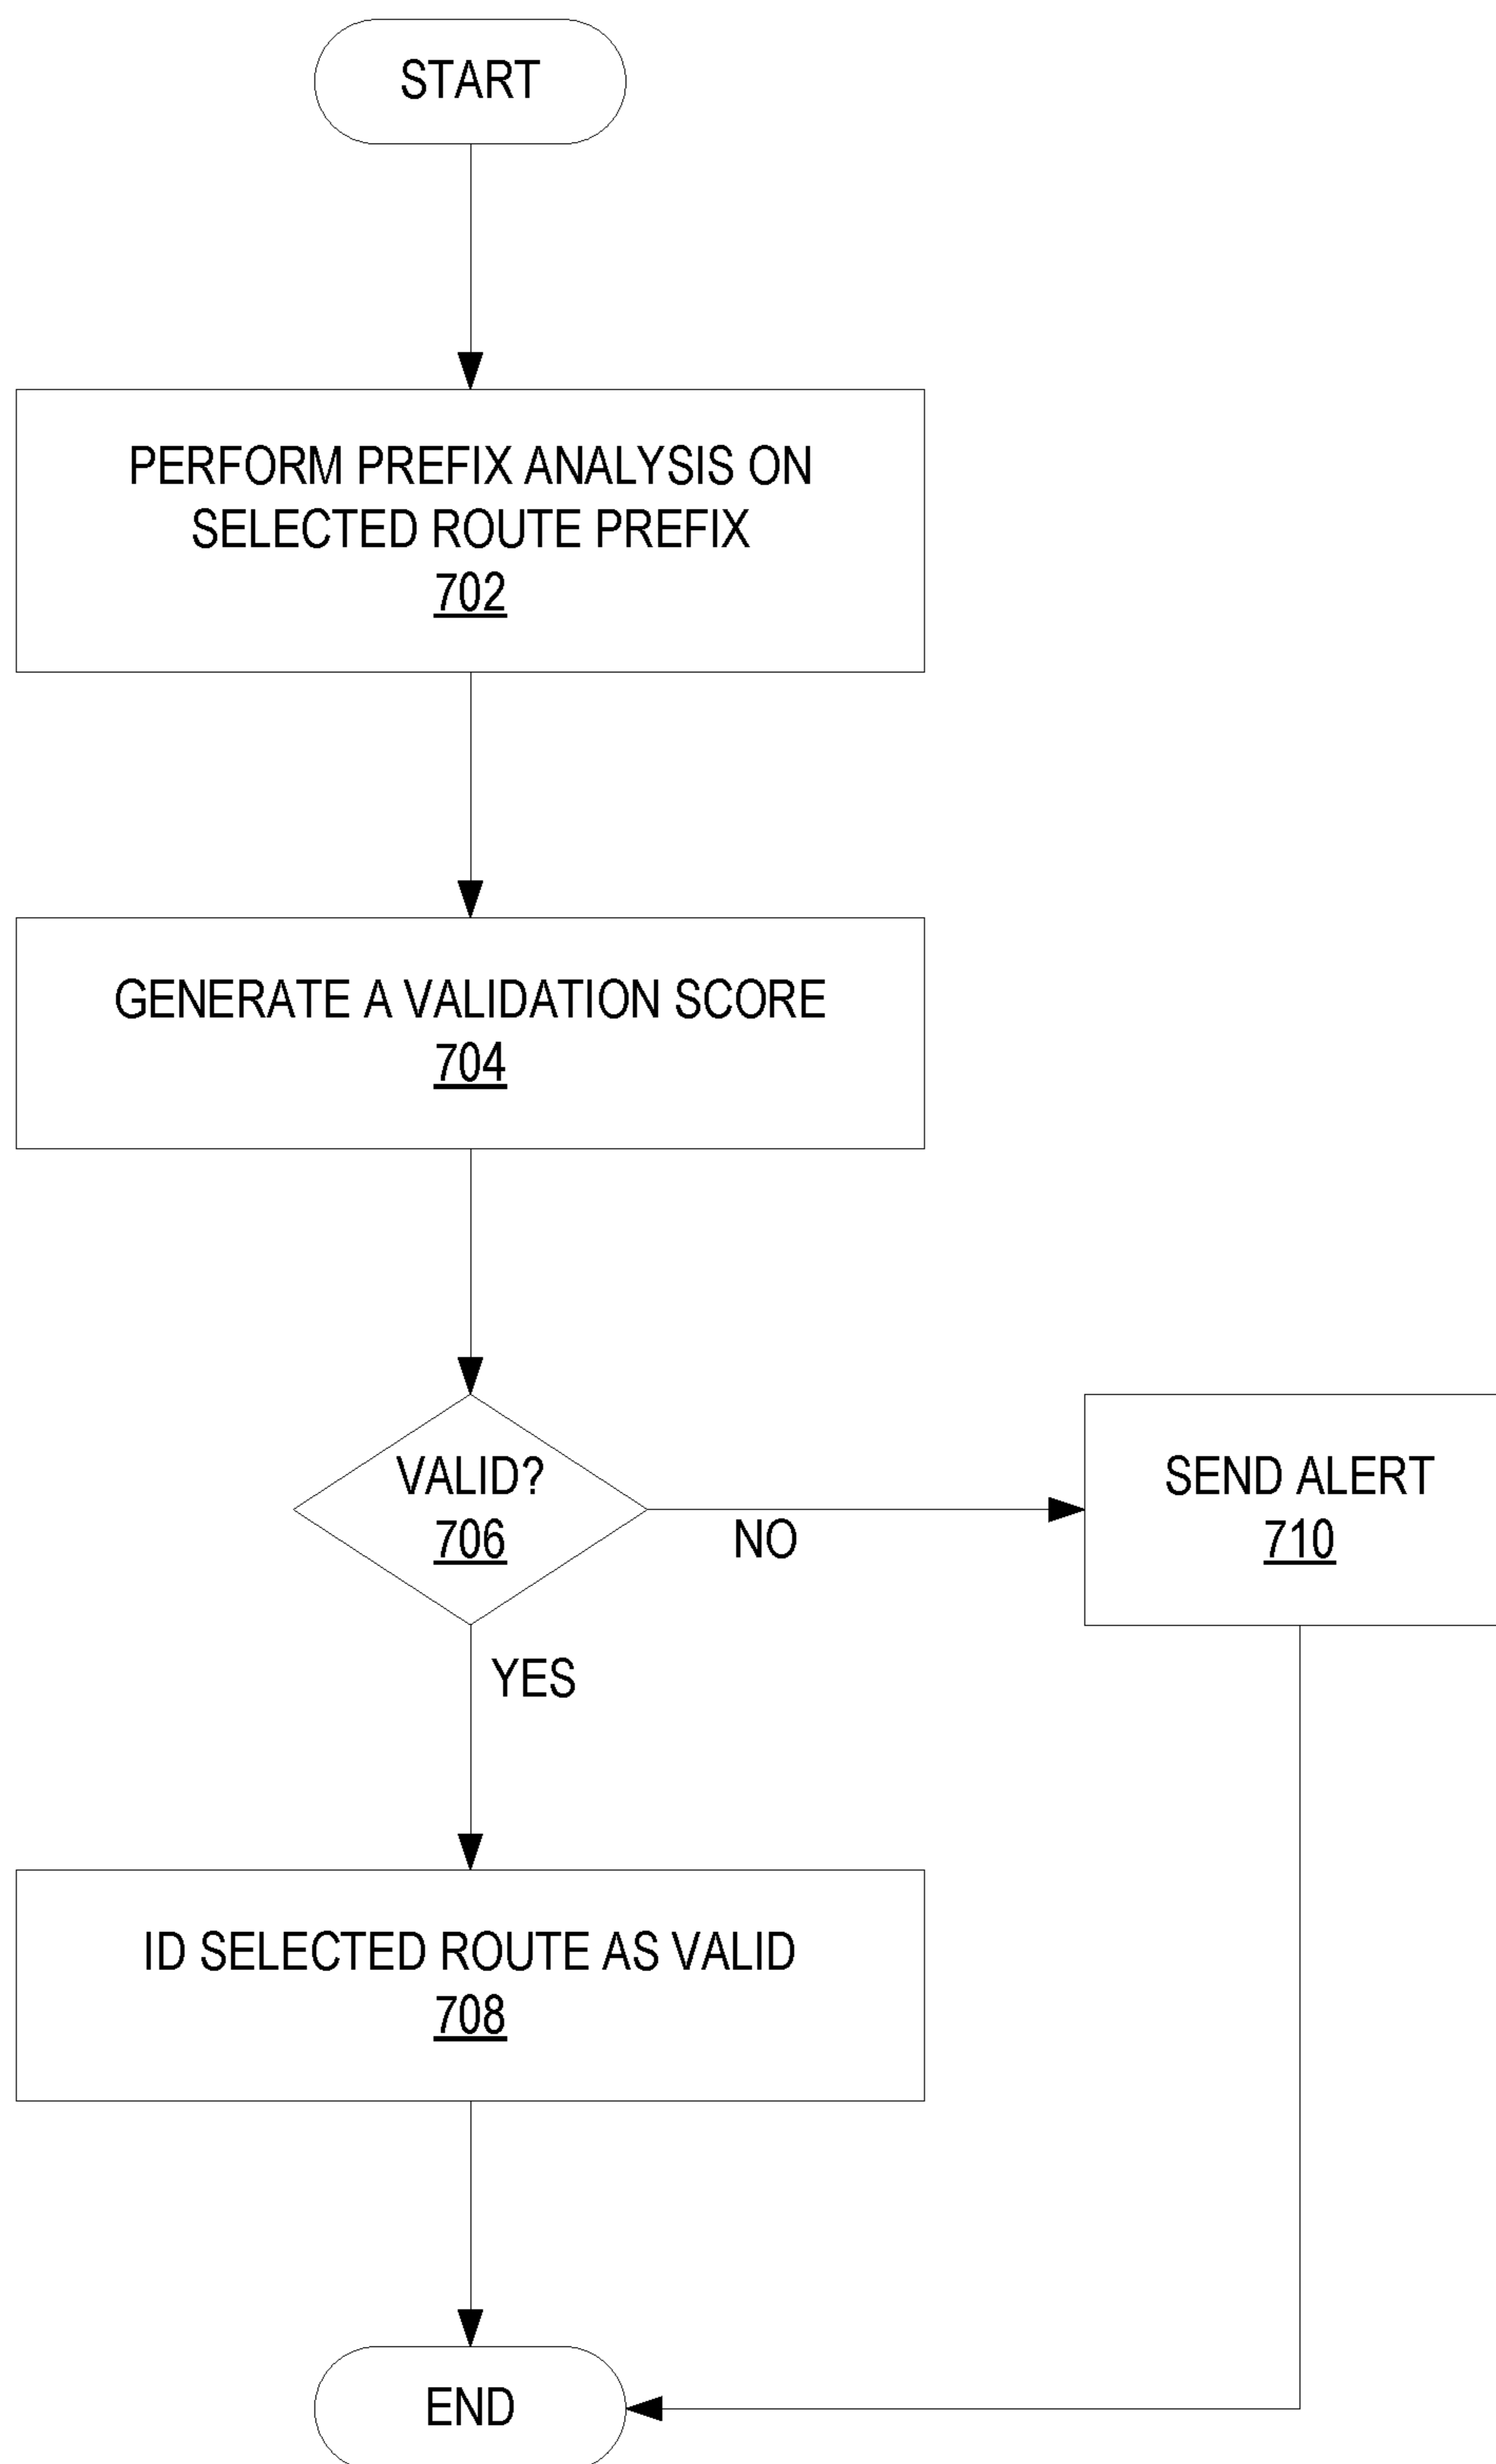 START
PERFORM PREFIX ANALYSIS ON
SELECTED ROUTE PREFIX
702
GENERATE A VALIDATION SCORE
704
VALID?
706
NO
SEND ALERT
710
YES
ID SELECTED ROUTE AS VALID
708
END